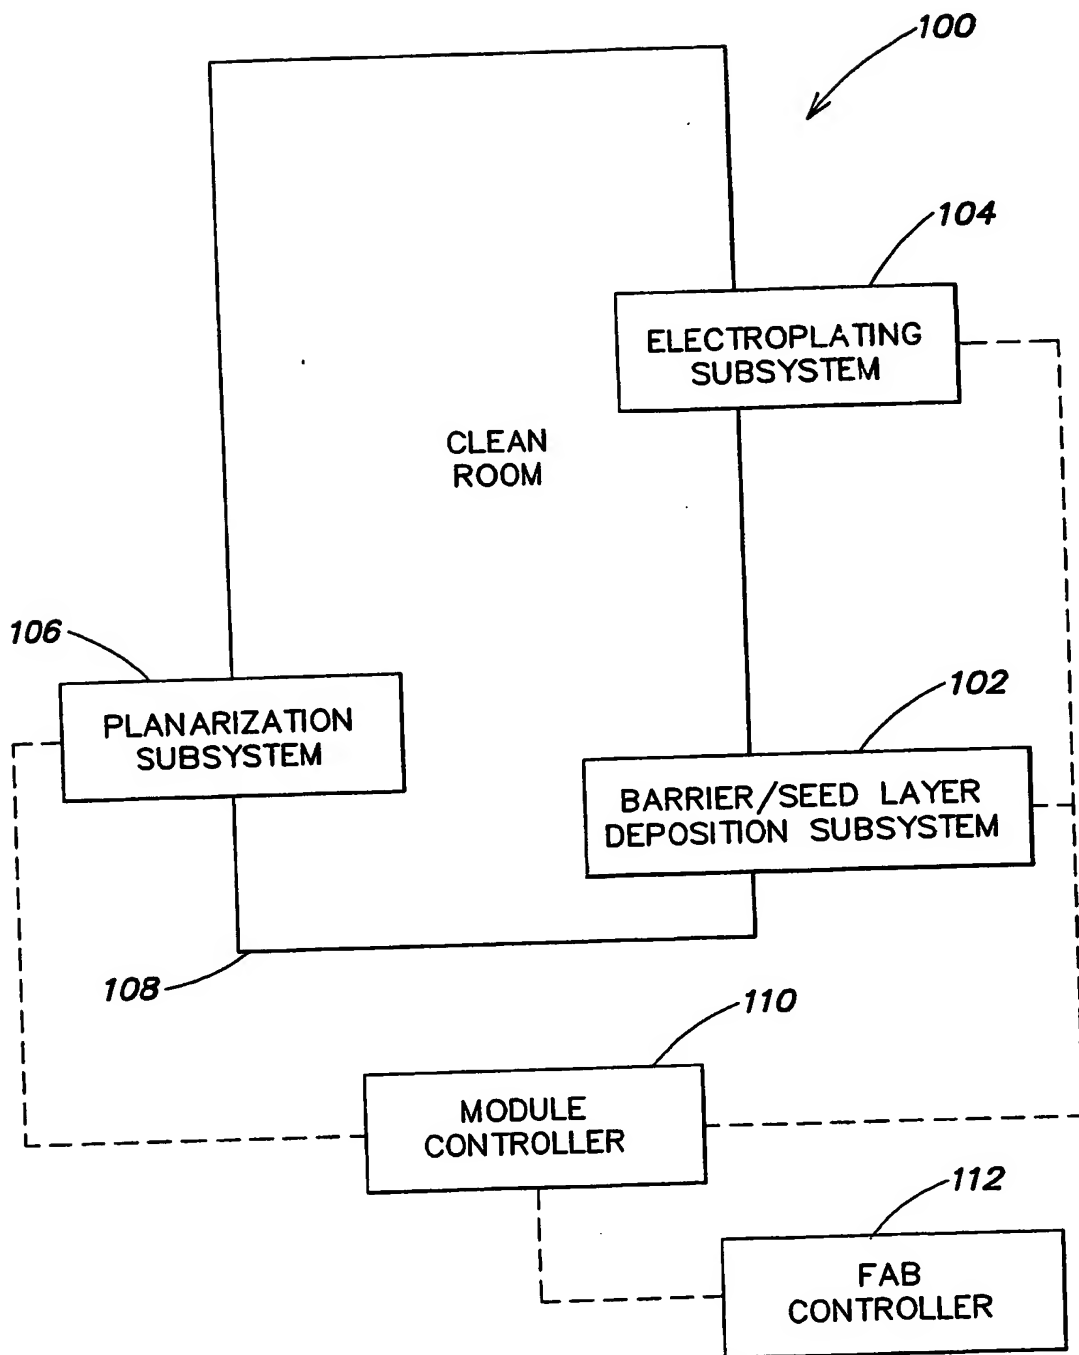 100
104
ELECTROPLATING
SUBSYSTEM
CLEAN
ROOM
106
PLANARIZATION
SUBSYSTEM
102
BARRIER/SEED LAYER
DEPOSITION SUBSYSTEM
108
110
MODULE
CONTROLLER
112
FAB
CONTROLLER